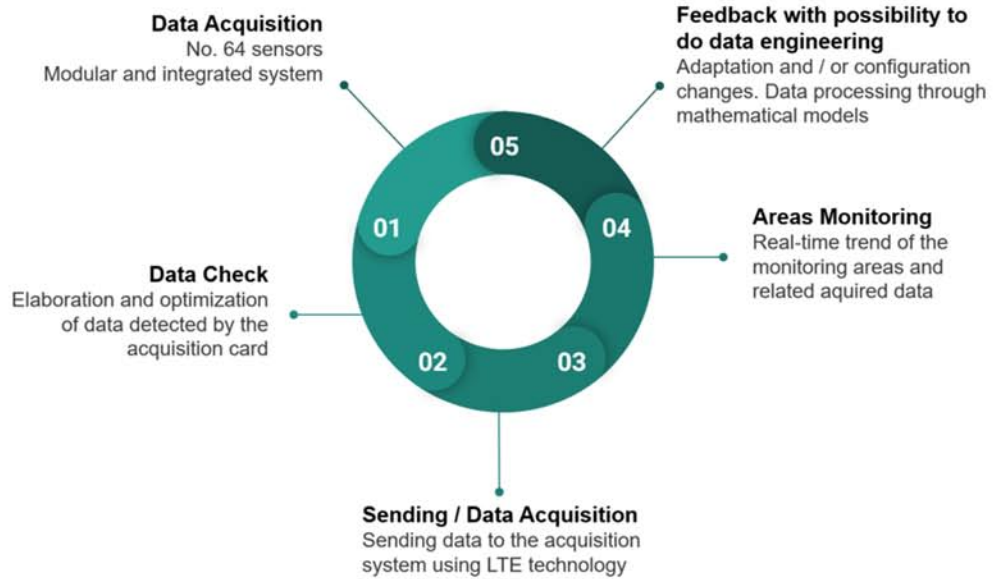 Data Acquisition
No. 64 sensors
Modular and integrated system
01
Data Check
Elaboration and optimization
of data detected by the
acquisition card
02
Sending / Data Acquisition
Sending data to the acquisition
system using LTE technology
03
Areas Monitoring
Real-time trend of the
monitoring areas and
related aquired data
04
Feedback with possibility to
do data engineering
Adaptation and / or configuration
changes. Data processing through
mathematical models
05